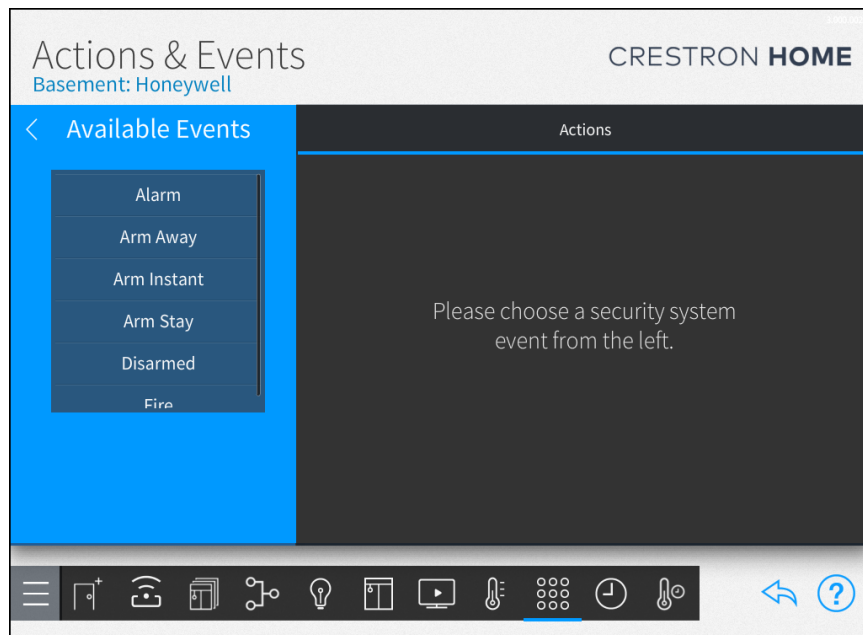 Actions & Events
CRESTRON HOME
Basement: Honeywell
Available Events
Actions
Alarm
Arm Away
Arm Instant
Arm Stay
Disarmed
Fire
Please choose a security system
event from the left.
?